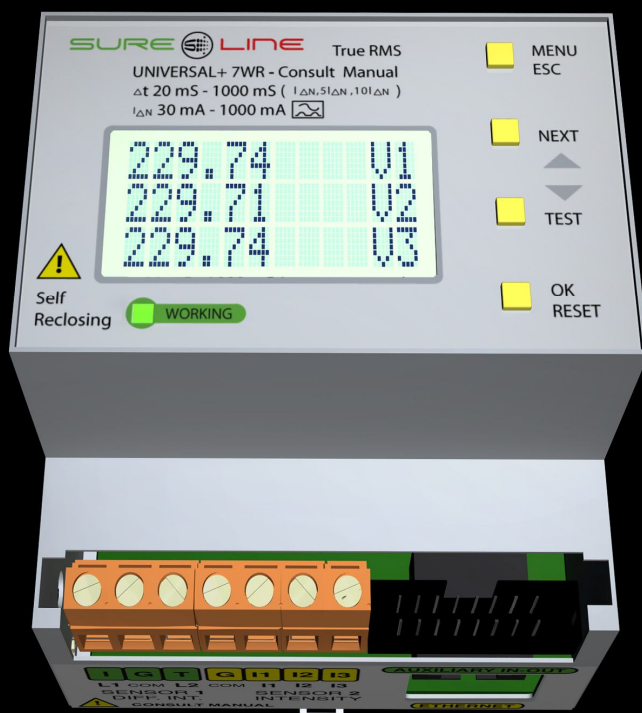 SURE LINE
True RMS
UNIVERSAL+ 7WR - Consult Manual
Δt 20 mS - 1000 mS ( IΔN,5IΔN,10IΔN )
IΔN 30 mA - 1000 mA
MENU
ESC
NEXT
TEST
OK
RESET
229.74 V1
229.71 V2
229.74 V3
Self
Reclosing
WORKING
I G T G I1 I2 I3
L1 COM L2 COM I1 I2 I3
SENSOR 1 SENSOR 2
DIFF. INT. INTENSITY
CONSULT MANUAL
AUXILIARY IN-OUT
ETHERNET